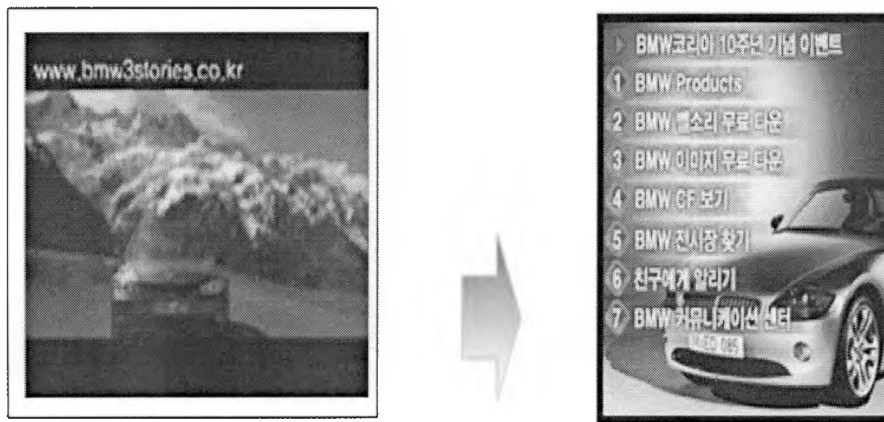 www.bmw3stories.co.kr
BMW코리아 10주년 기념 이벤트
1 BMW Products
2 BMW 벨소리 무료 다운
3 BMW 이미지 무료 다운
4 BMW CF 보기
5 BMW 전시장 찾기
6 친구에게 알리기
7 BMW 커뮤니케이션 센터